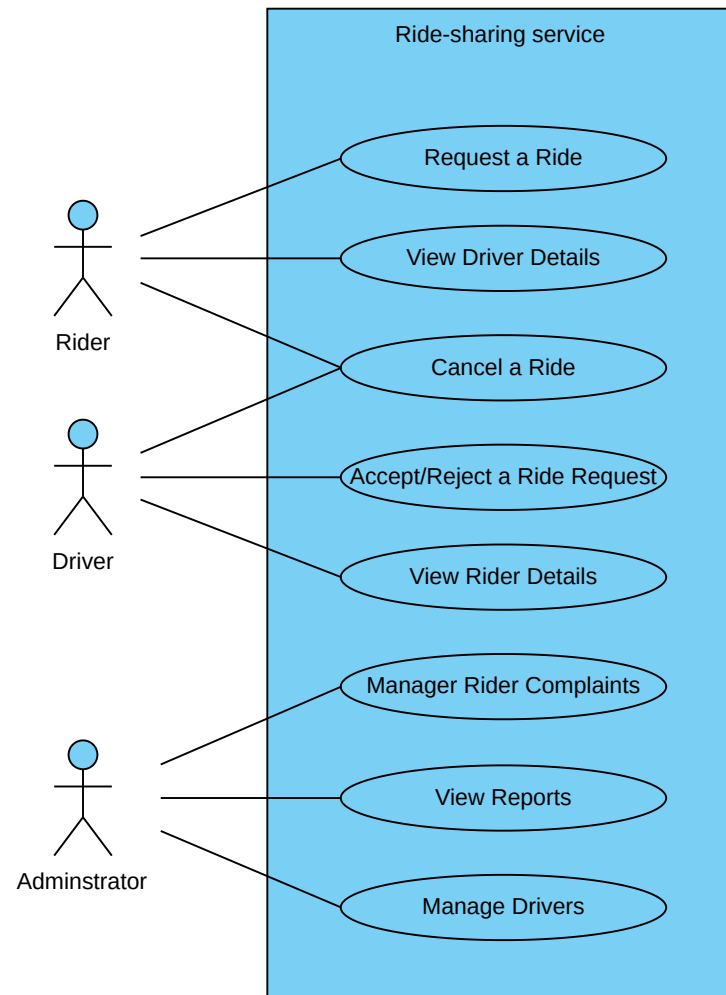 Ride-sharing service
Request a Ride
View Driver Details
Rider
Cancel a Ride
Accept/Reject a Ride Request
Driver
View Rider Details
Manager Rider Complaints
View Reports
Adminstrator
Manage Drivers